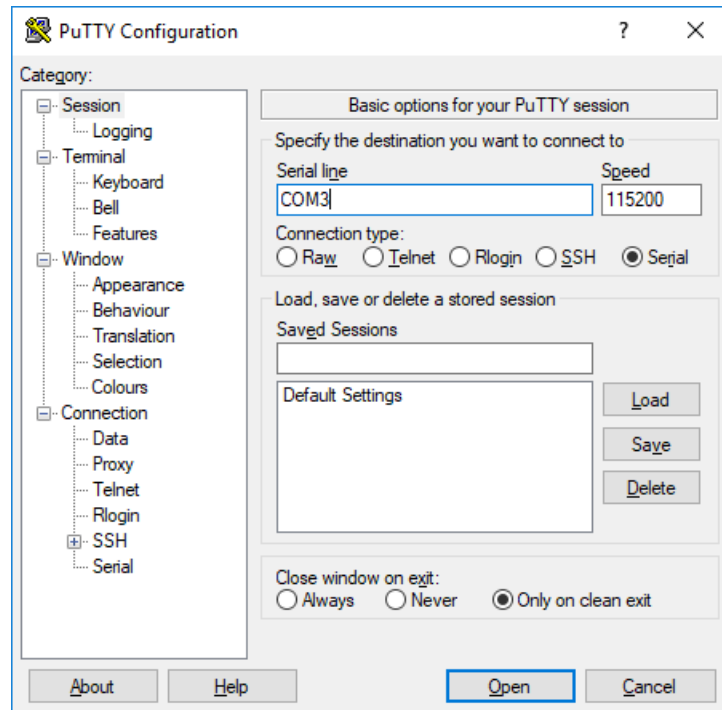 PuTTY Configuration ? ×
Category:
Session
Logging
Terminal
Keyboard
Bell
Features
Window
Appearance
Behaviour
Translation
Selection
Colours
Connection
Data
Proxy
Telnet
Rlogin
SSH
Serial
Basic options for your PuTTY session
Specify the destination you want to connect to
Serial line Speed
COM3 115200
Connection type:
Raw Telnet Rlogin SSH Serial
Load, save or delete a stored session
Saved Sessions
Default Settings
Load
Save
Delete
Close window on exit:
Always Never Only on clean exit
About Help Open Cancel